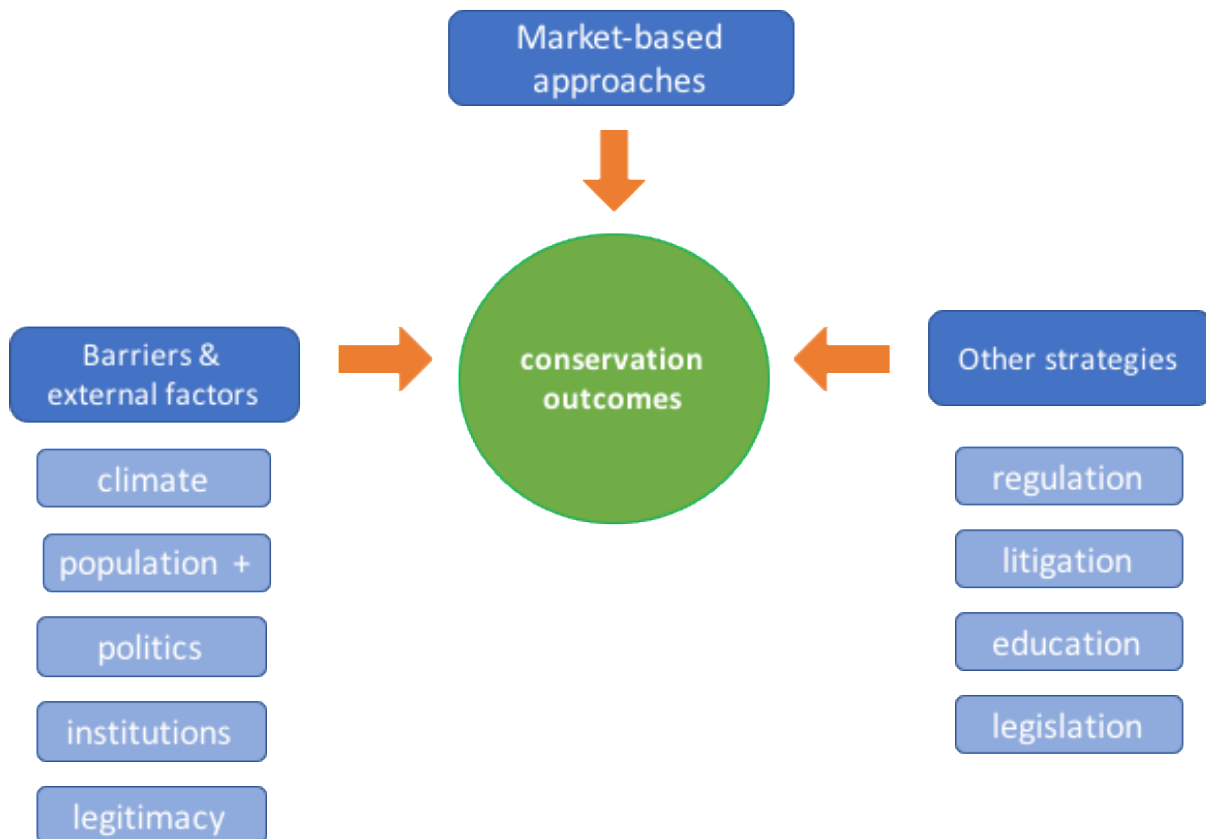 Market-based
approaches
Barriers &
external factors
climate
population +
politics
institutions
legitimacy
conservation
outcomes
Other strategies
regulation
litigation
education
legislation